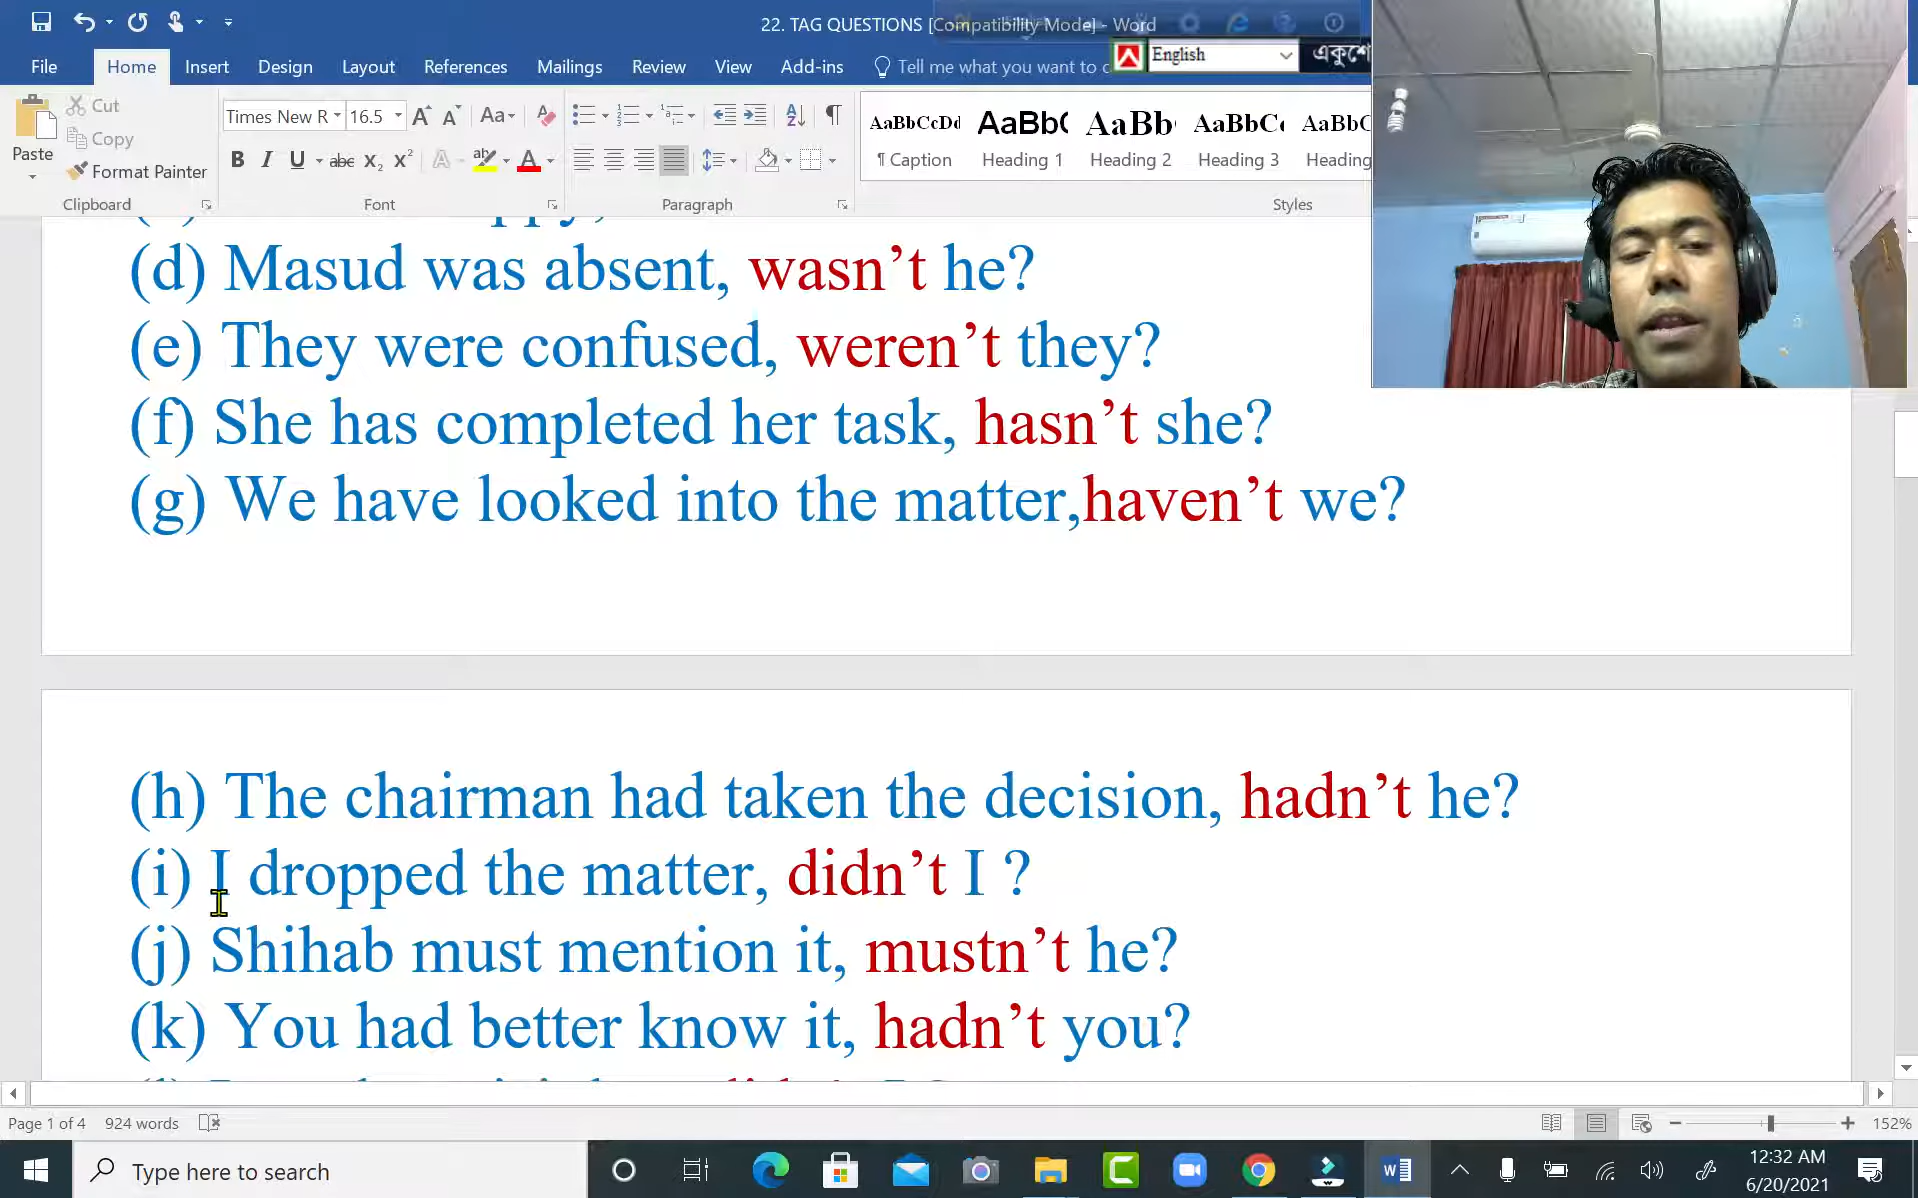 22. TAG QUESTIONS [Compatibility Mode] - Word
File Home Insert Design Layout References Mailings Review View Add-ins Tell me what you want to
English
Cut
Copy
Paste
Format Painter
Times New R 16.5
AaBbCcDd AaBb AaBb AaBbC AaBbC
¶ Caption Heading 1 Heading 2 Heading 3 Heading
Clipboard Font Paragraph Styles
(d) Masud was absent, wasn’t he?
(e) They were confused, weren’t they?
(f) She has completed her task, hasn’t she?
(g) We have looked into the matter,haven’t we?
(h) The chairman had taken the decision, hadn’t he?
(i) I dropped the matter, didn’t I ?
(j) Shihab must mention it, mustn’t he?
(k) You had better know it, hadn’t you?
Page 1 of 4 924 words 152%
Type here to search
12:32 AM
6/20/2021